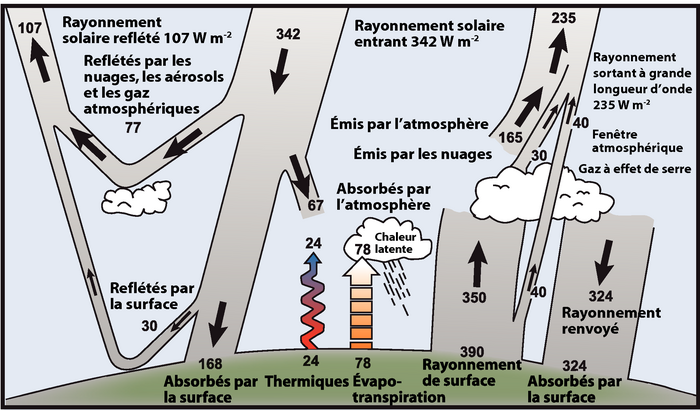 107
Rayonnement
solaire reflété 107 W m-2
342
Rayonnement solaire
entrant 342 W m-2
235
Rayonnement
sortant à grande
longueur d'onde
235 W m-2
Reflétés par les
nuages, les aérosols
et les gaz
atmosphériques
77
Émis par l'atmosphère
165
Émis par les nuages
30
40
Fenêtre
atmosphérique
Gaz à effet de serre
67
Absorbés par
l'atmosphère
24
78
Chaleur
latente
Reflétés par
la surface
30
350
40
324
Rayonnement
renvoyé
168
Absorbés par
la surface
24
Thermiques
78
Évapo-
transpiration
390
Rayonnement
de surface
324
Absorbés par
la surface